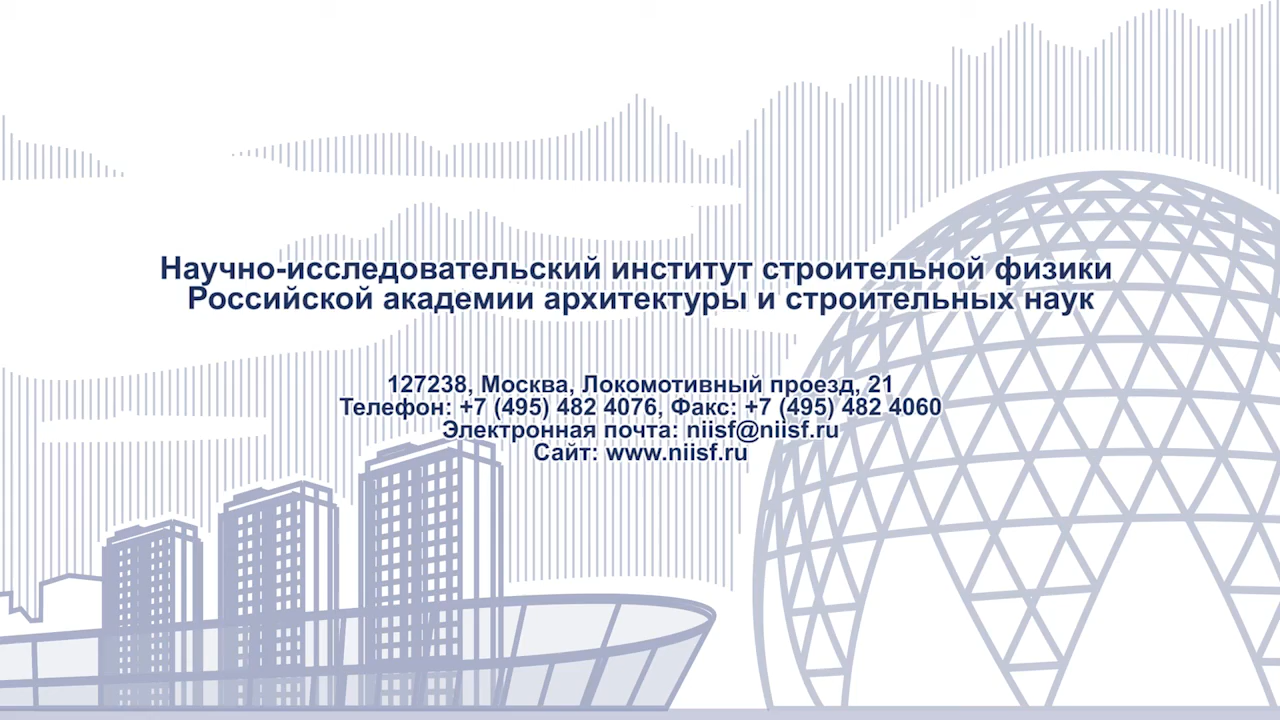 Научно-исследовательский институт строительной физики
Российской академии архитектуры и строительных наук
127238, Москва, Локомотивный проезд, 21
Телефон: +7 (495) 482 4076, Факс: +7 (495) 482 4060
Электронная почта: niisf@niisf.ru
Сайт: www.niisf.ru